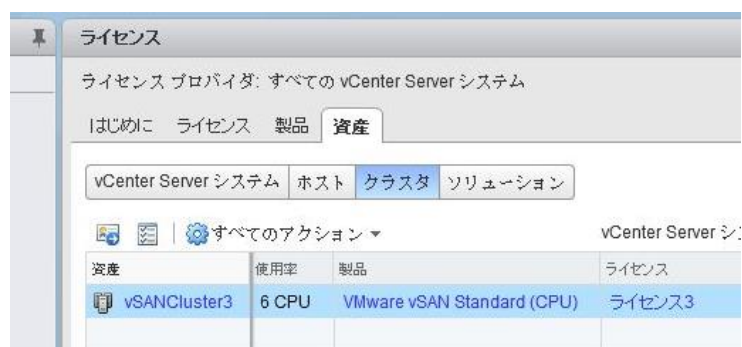 ライセンス
ライセンス プロバイダ: すべての vCenter Server システム
はじめに ライセンス 製品 資産
vCenter Server システム ホスト クラスタ ソリューション
すべてのアクション vCenter Server シ
資産 使用率 製品 ライセンス
vSANCluster3 6 CPU VMware vSAN Standard (CPU) ライセンス3